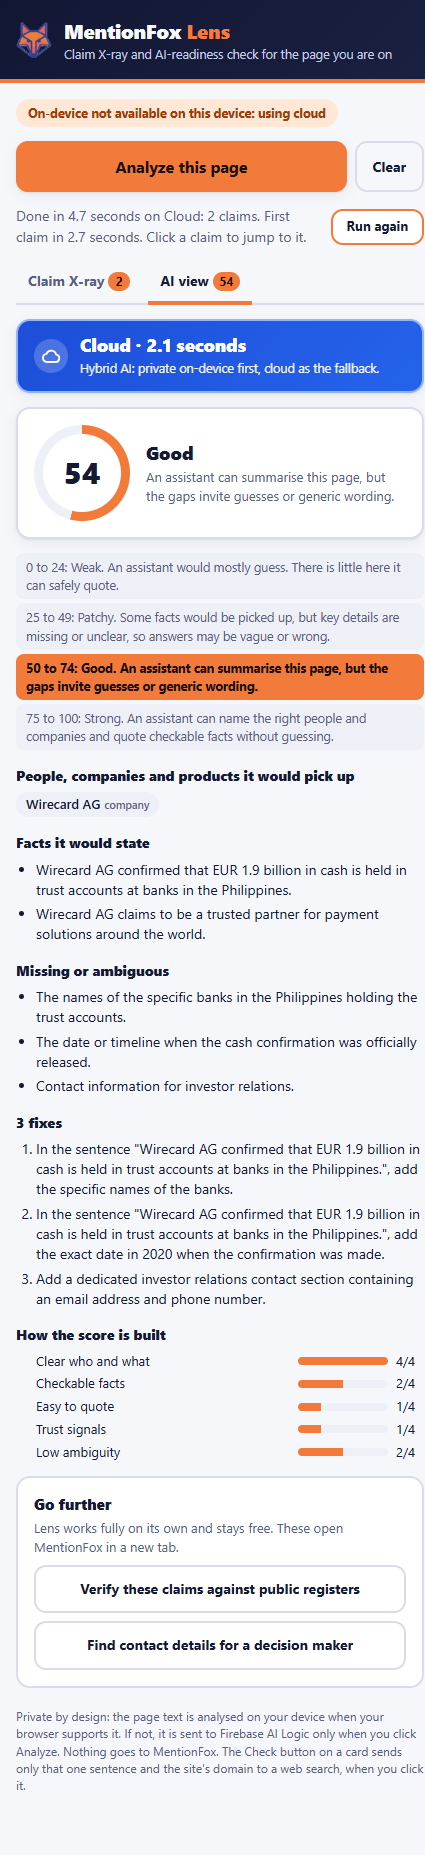 MentionFox Lens
Claim X-ray and AI-readiness check for the page you are on
On-device not available on this device: using cloud
Analyze this page
Clear
Done in 4.7 seconds on Cloud: 2 claims. First
claim in 2.7 seconds. Click a claim to jump to it.
Run again
Claim X-ray 2
AI view 54
Cloud · 2.1 seconds
Hybrid AI: private on-device first, cloud as the fallback.
54
Good
An assistant can summarise this page, but
the gaps invite guesses or generic wording.
0 to 24: Weak. An assistant would mostly guess. There is little here it
can safely quote.
25 to 49: Patchy. Some facts would be picked up, but key details are
missing or unclear, so answers may be vague or wrong.
50 to 74: Good. An assistant can summarise this page, but the
gaps invite guesses or generic wording.
75 to 100: Strong. An assistant can name the right people and
companies and quote checkable facts without guessing.
People, companies and products it would pick up
Wirecard AG company
Facts it would state
• Wirecard AG confirmed that EUR 1.9 billion in cash is held in
trust accounts at banks in the Philippines.
• Wirecard AG claims to be a trusted partner for payment
solutions around the world.
Missing or ambiguous
• The names of the specific banks in the Philippines holding the
trust accounts.
• The date or timeline when the cash confirmation was officially
released.
• Contact information for investor relations.
3 fixes
1. In the sentence "Wirecard AG confirmed that EUR 1.9 billion in
cash is held in trust accounts at banks in the Philippines.", add
the specific names of the banks.
2. In the sentence "Wirecard AG confirmed that EUR 1.9 billion in
cash is held in trust accounts at banks in the Philippines.", add
the exact date in 2020 when the confirmation was made.
3. Add a dedicated investor relations contact section containing
an email address and phone number.
How the score is built
Clear who and what 4/4
Checkable facts 2/4
Easy to quote 1/4
Trust signals 1/4
Low ambiguity 2/4
Go further
Lens works fully on its own and stays free. These open
MentionFox in a new tab.
Verify these claims against public registers
Find contact details for a decision maker
Private by design: the page text is analysed on your device when your
browser supports it. If not, it is sent to Firebase AI Logic only when you click
Analyze. Nothing goes to MentionFox. The Check button on a card sends
only that one sentence and the site's domain to a web search, when you click
it.